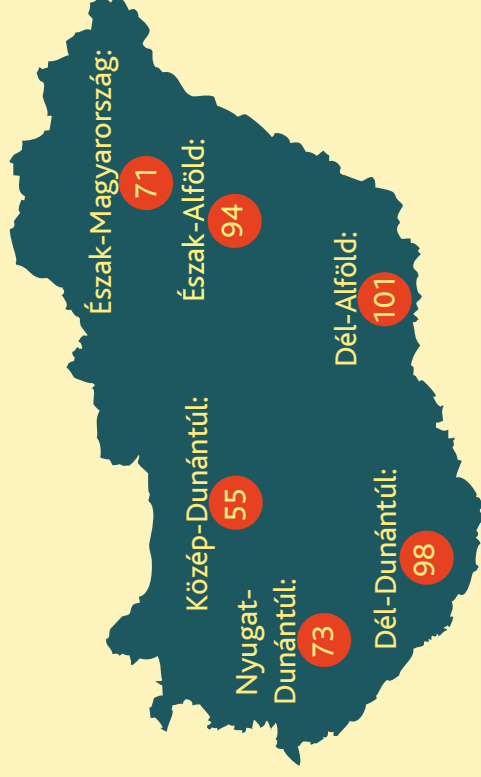 Észak-Magyarország:
71
Észak-Alföld:
94
Közép-Dunántúl:
55
Nyugat-
Dunántúl:
73
Dél-Alföld:
101
Dél-Dunántúl:
98